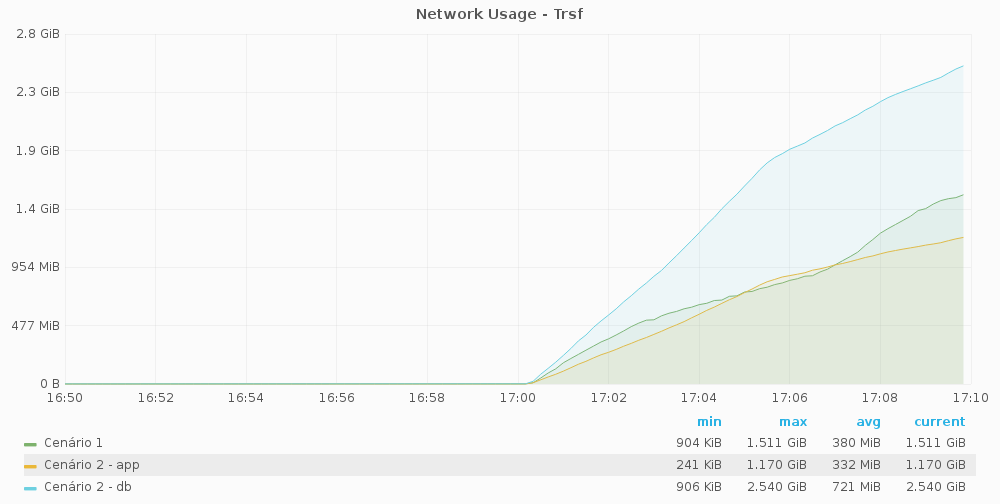 Network Usage - Trsf
2.8 GiB
2.3 GiB
1.9 GiB
1.4 GiB
954 MiB
477 MiB
0 B
16:50 16:52 16:54 16:56 16:58 17:00 17:02 17:04 17:06 17:08 17:10
min max avg current
Cenário 1 904 KiB 1.511 GiB 380 MiB 1.511 GiB
Cenário 2 - app 241 KiB 1.170 GiB 332 MiB 1.170 GiB
Cenário 2 - db 906 KiB 2.540 GiB 721 MiB 2.540 GiB